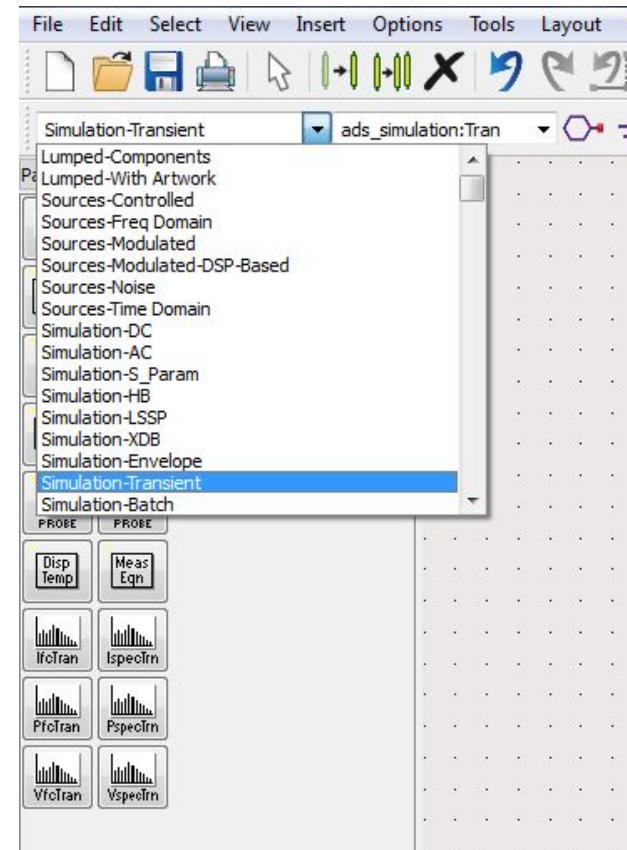 File Edit Select View Insert Options Tools Layout
Simulation-Transient ads_simulation:Tran
Lumped-Components
Lumped-With Artwork
Sources-Controlled
Sources-Freq Domain
Sources-Modulated
Sources-Modulated-DSP-Based
Sources-Noise
Sources-Time Domain
Simulation-DC
Simulation-AC
Simulation-S_Param
Simulation-HB
Simulation-LSSP
Simulation-XDB
Simulation-Envelope
Simulation-Transient
Simulation-Batch
PROBE PROBE
Disp Meas
Temp Eqn
IfcTran IspecTrn
PfcTran PspecTrn
VfcTran VspecTrn